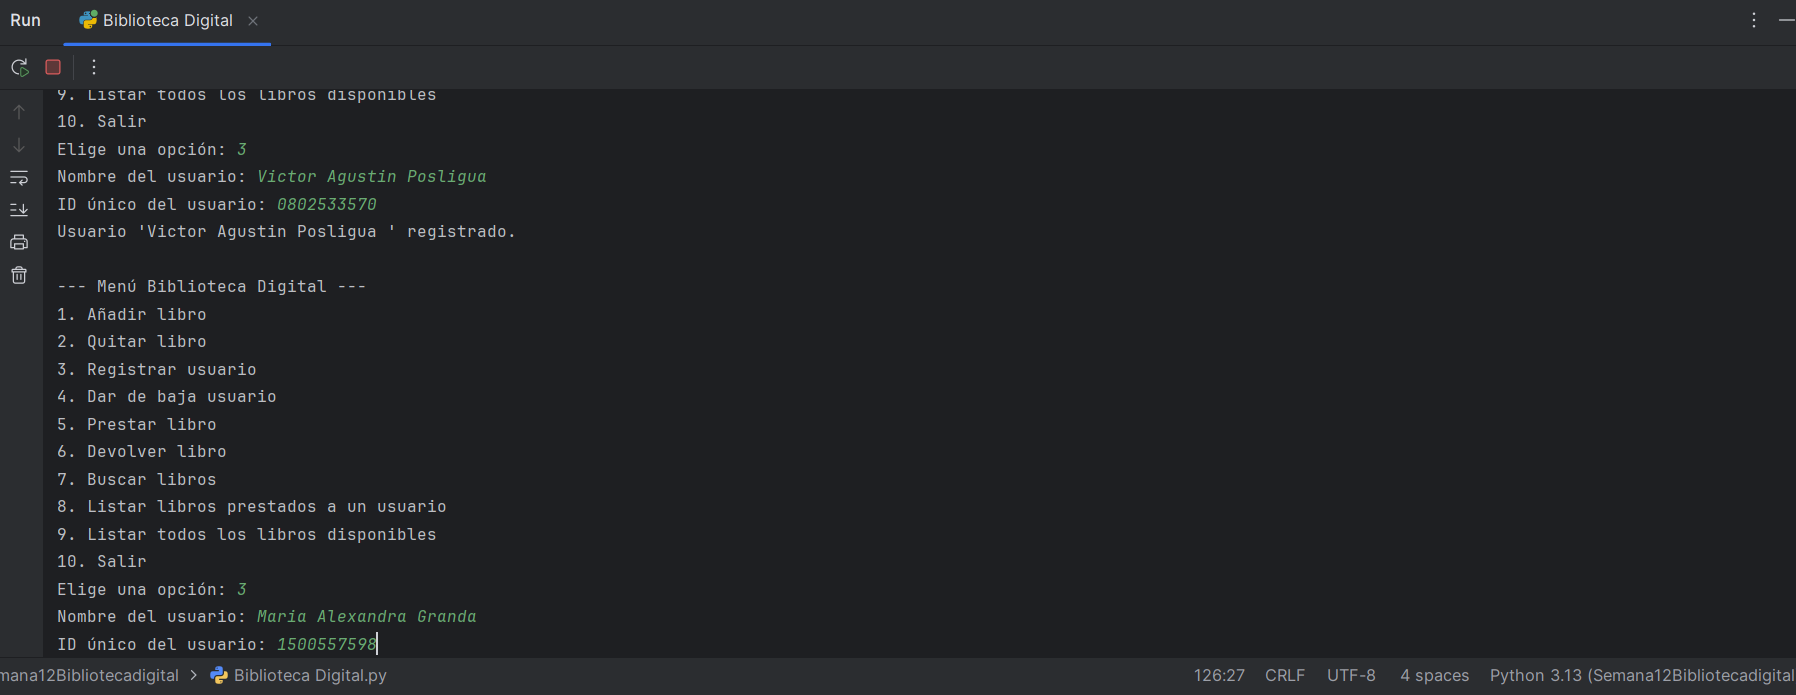 Run Biblioteca Digital
9. Listar todos los libros disponibles
10. Salir
Elige una opción: 3
Nombre del usuario: Victor Agustin Posligua
ID único del usuario: 0802533570
Usuario 'Victor Agustin Posligua ' registrado.
--- Menú Biblioteca Digital ---
1. Añadir libro
2. Quitar libro
3. Registrar usuario
4. Dar de baja usuario
5. Prestar libro
6. Devolver libro
7. Buscar libros
8. Listar libros prestados a un usuario
9. Listar todos los libros disponibles
10. Salir
Elige una opción: 3
Nombre del usuario: Maria Alexandra Granda
ID único del usuario: 1500557598
mana12Bibliotecadigital > Biblioteca Digital.py 126:27 CRLF UTF-8 4 spaces Python 3.13 (Semana12Bibliotecadigital